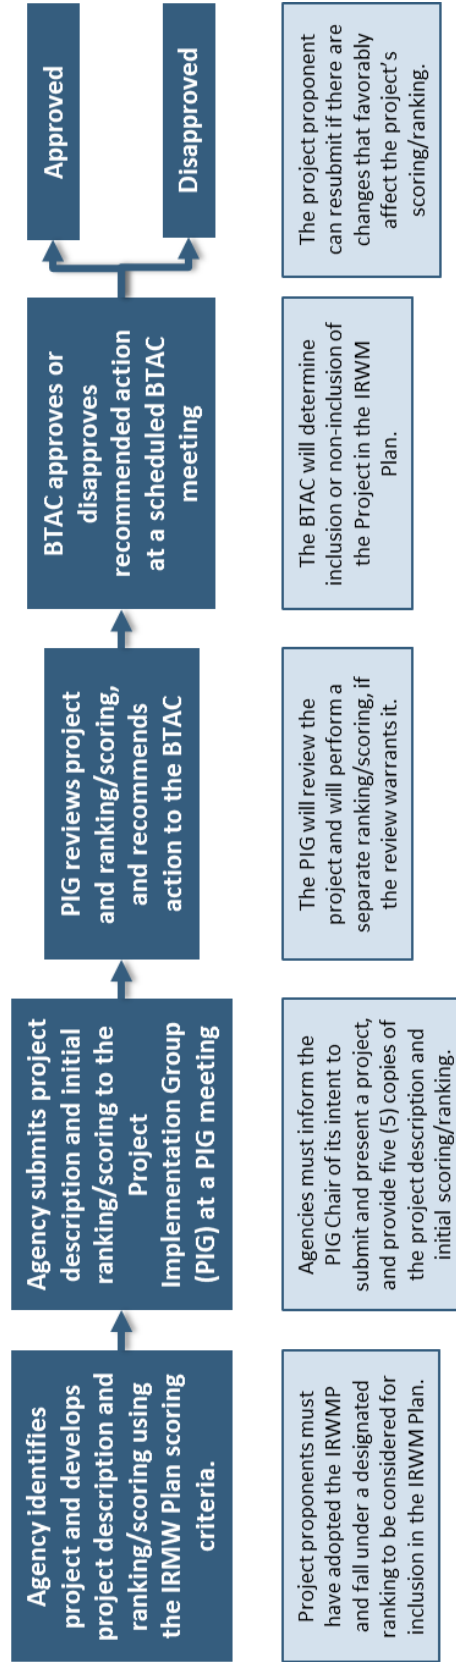 Agency identifies
project and develops
project description and
ranking/scoring using
the IRMW Plan scoring
criteria.
Agency submits project
description and initial
ranking/scoring to the
Project
Implementation Group
(PIG) at a PIG meeting
PIG reviews project
and ranking/scoring,
and recommends
action to the BTAC
BTAC approves or
disapproves
recommended action
at a scheduled BTAC
meeting
Approved
Disapproved
Project proponents must
have adopted the IRWMP
and fall under a designated
ranking to be considered for
inclusion in the IRWM Plan.
Agencies must inform the
PIG Chair of its intent to
submit and present a project,
and provide five (5) copies of
the project description and
initial scoring/ranking.
The PIG will review the
project and will perform a
separate ranking/scoring, if
the review warrants it.
The BTAC will determine
inclusion or non-inclusion of
the Project in the IRWM
Plan.
The project proponent
can resubmit if there are
changes that favorably
affect the project's
scoring/ranking.